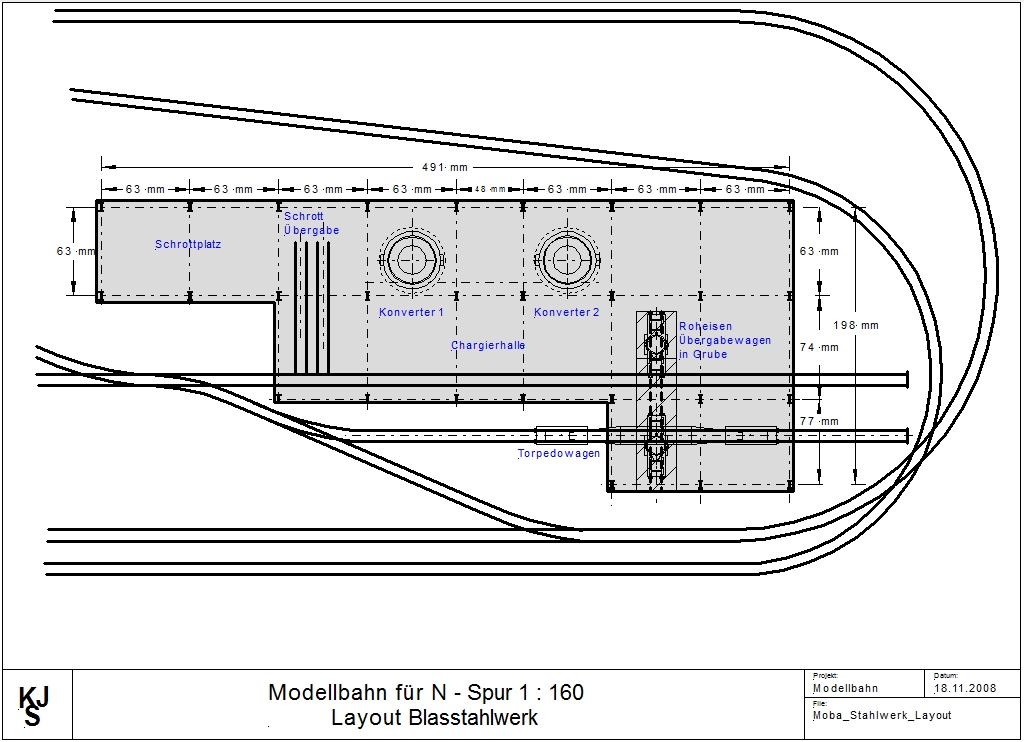 491 mm
63 mm 63 mm 63 mm 63 mm 48 mm 63 mm 63 mm 63 mm
Schrott
Übergabe
Schrottplatz
63 mm
63 mm
Konverter 1
Konverter 2
Roheisen
Übergabewagen
in Grube
198 mm
Chargierhalle
74 mm
77 mm
Torpedowagen
KJ
S
Modellbahn für N - Spur 1 : 160
Layout Blasstahlwerk
Projekt:
Modellbahn
Datum:
18.11.2008
File:
Moba_Stahlwerk_Layout